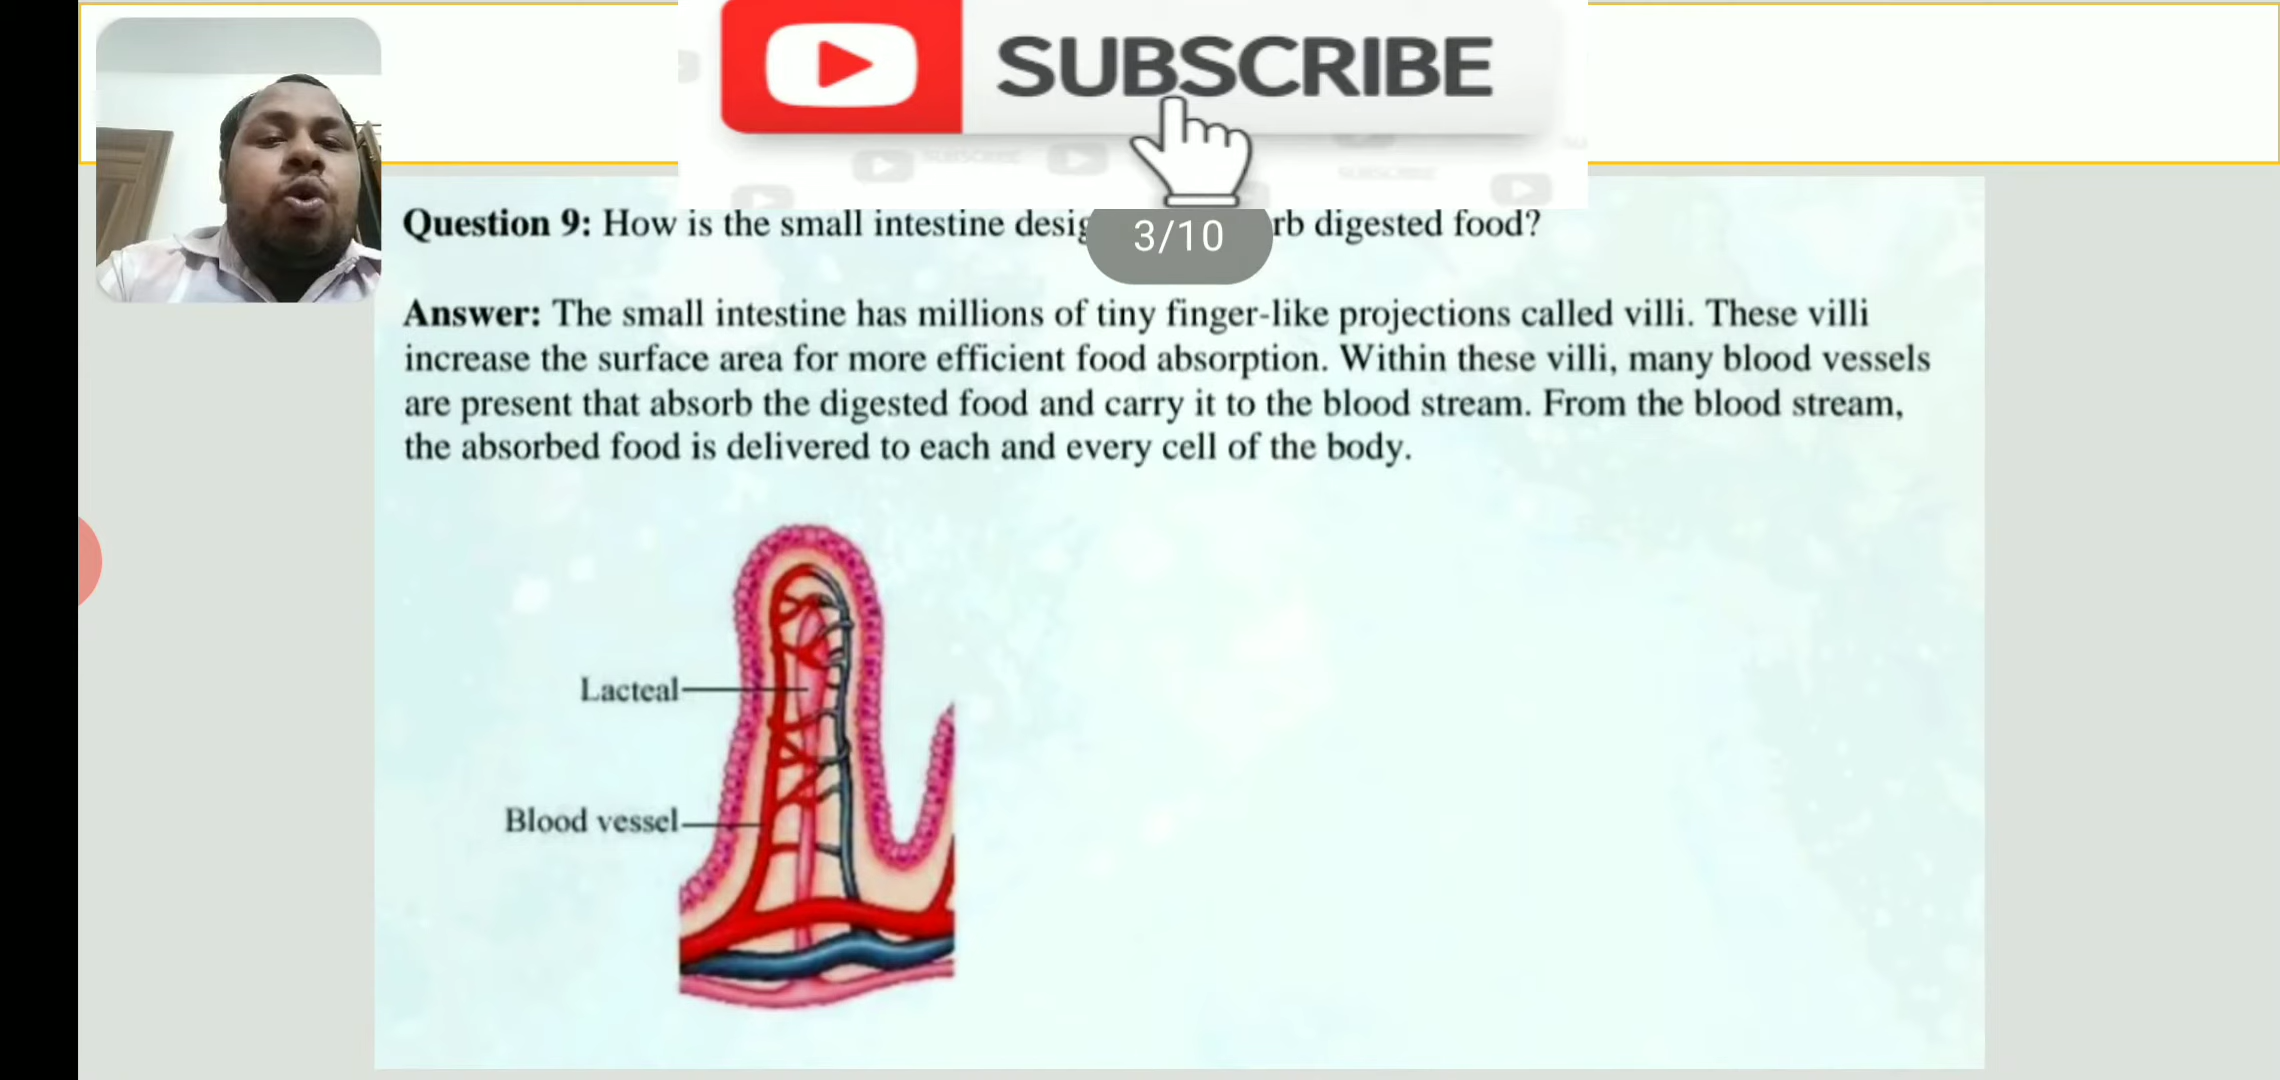 SUBSCRIBE
SUBSCRIBE
SUBSCRIBE
Question 9: How is the small intestine desig rb digested food?
3/10
Answer: The small intestine has millions of tiny finger-like projections called villi. These villi
increase the surface area for more efficient food absorption. Within these villi, many blood vessels
are present that absorb the digested food and carry it to the blood stream. From the blood stream,
the absorbed food is delivered to each and every cell of the body.
Lacteal
Blood vessel